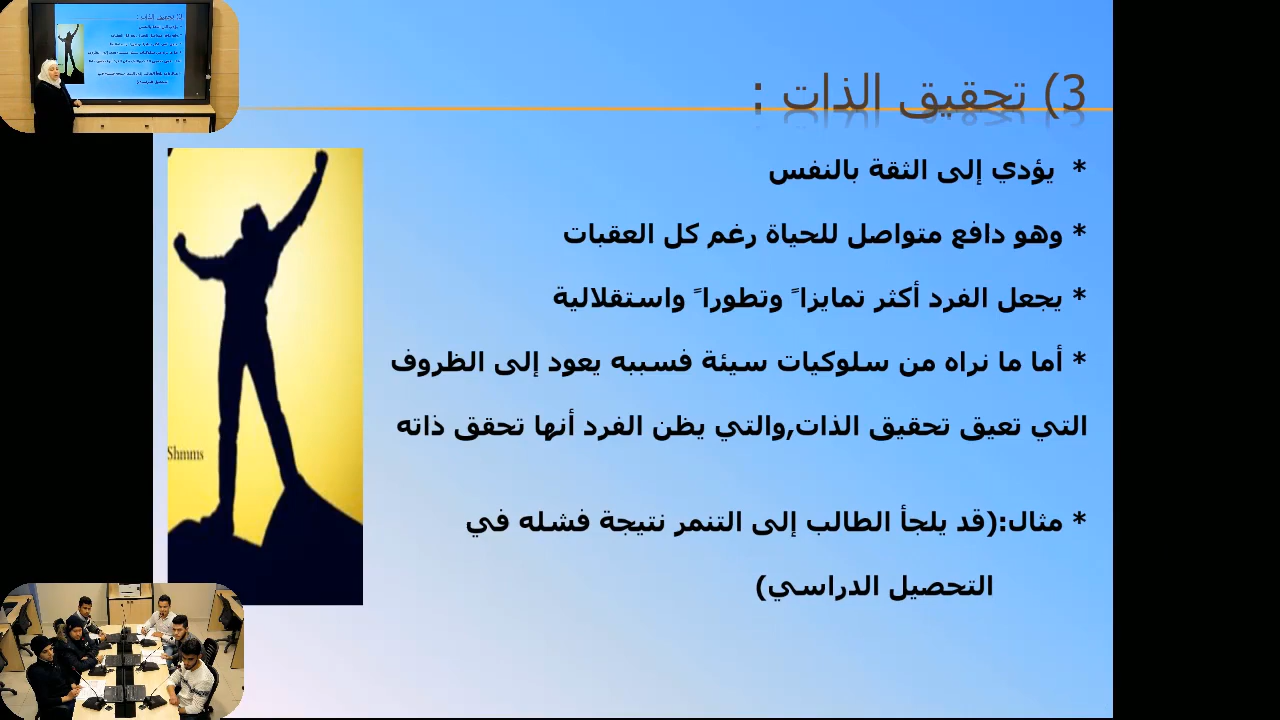 3) تحقيق الذات :
* يؤدي إلى الثقة بالنفس
* وهو دافع متواصل للحياة رغم كل العقبات
* يجعل الفرد أكثر تمايزا ً وتطورا ً واستقلالية
* أما ما نراه من سلوكيات سيئة فسببه يعود إلى الظروف
التي تعيق تحقيق الذات,والتي يظن الفرد أنها تحقق ذاته
* مثال:(قد يلجأ الطالب إلى التنمر نتيجة فشله في
التحصيل الدراسي)
Shmms